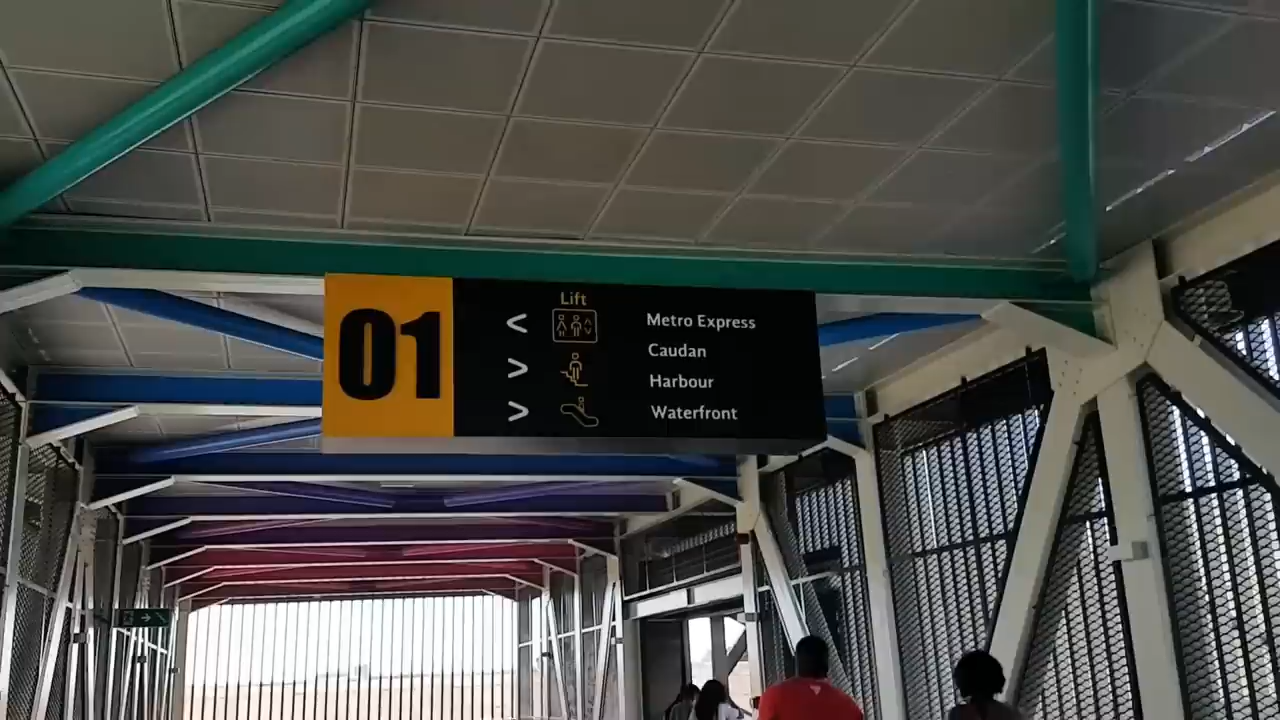 01
Lift
< Metro Express
Caudan
> Harbour
> Waterfront